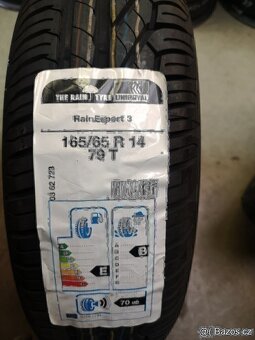 THE RAIN TYRE UNIROYAL
RainExpert 3
165/65 R 14
79 T
E
B
70 dB
bazos.cz